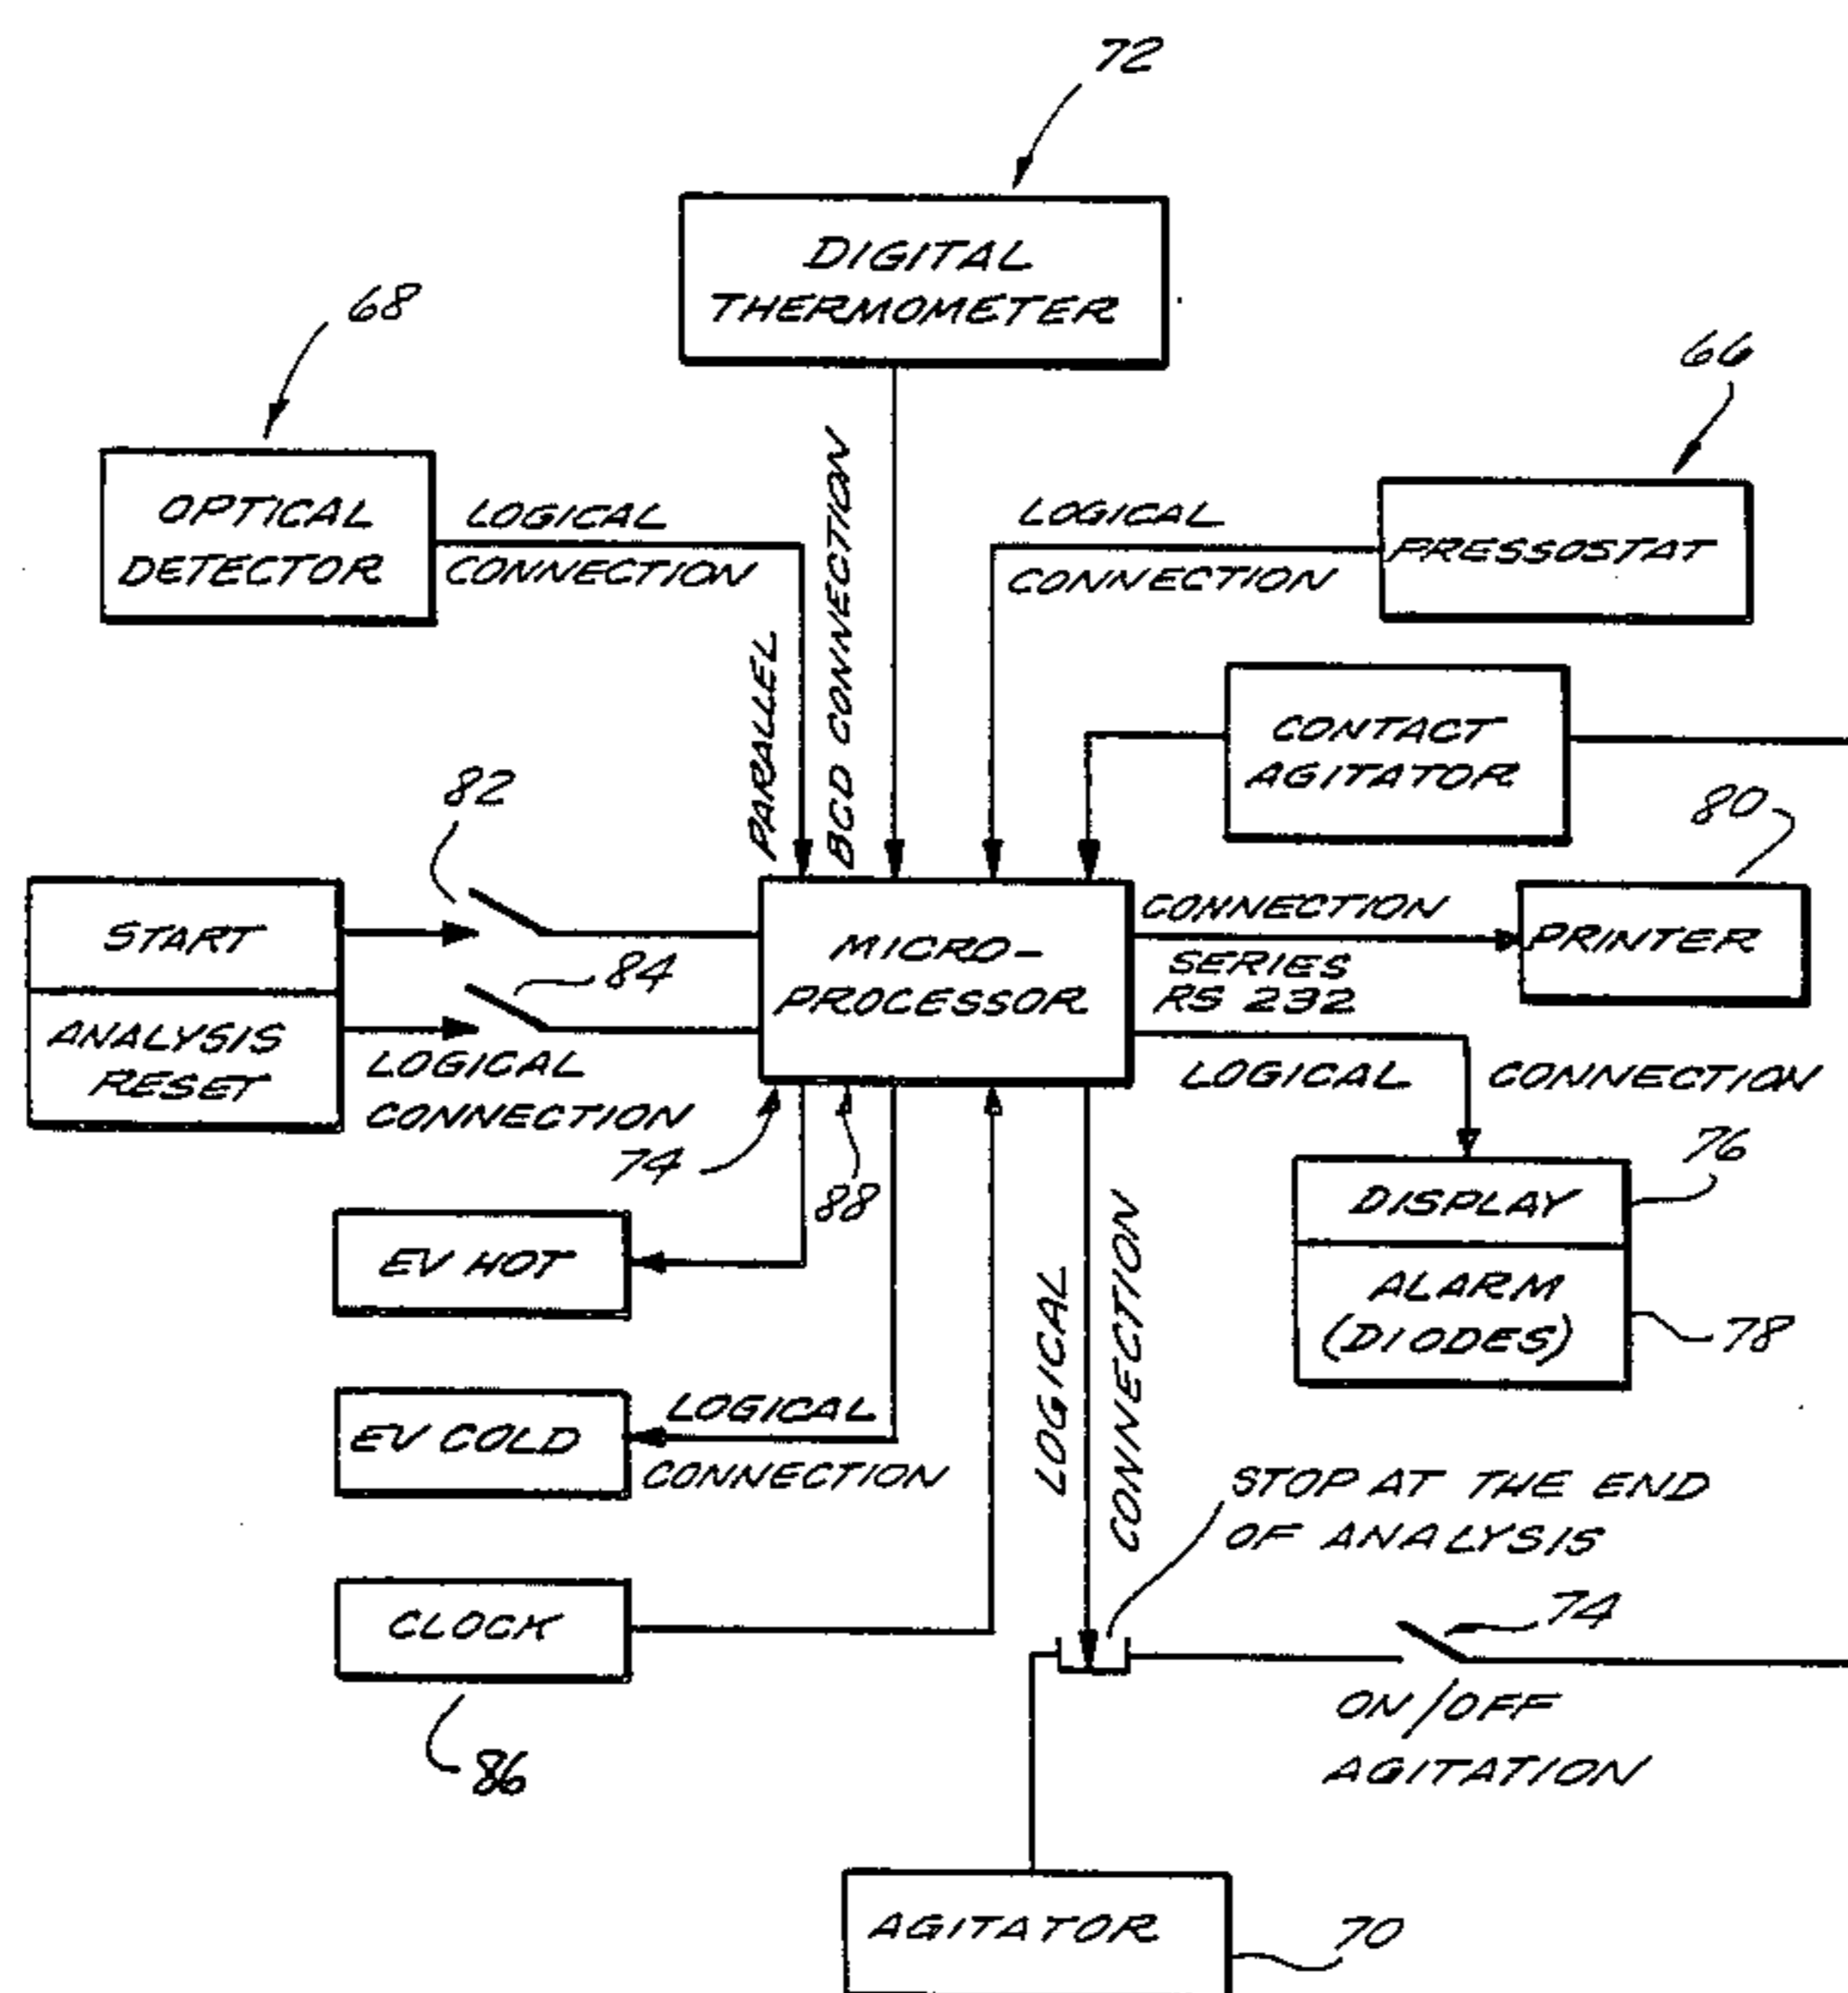 72
DIGITAL
THERMOMETER
68
66
OPTICAL
DETECTOR
LOGICAL
CONNECTION
PARALLEL
BCD CONNECTION
LOGICAL
CONNECTION
PRESSOSTAT
CONTACT
AGITATOR
82
80
START
ANALYSIS
RESET
84
LOGICAL
CONNECTION
MICRO-
PROCESSOR
CONNECTION
SERIES
RS 232
PRINTER
LOGICAL CONNECTION
74
88
76
DISPLAY
ALARM
(DIODES)
78
EV HOT
EV COLD
LOGICAL
CONNECTION
LOGICAL
CONNECTION
STOP AT THE END
OF ANALYSIS
CLOCK
86
74
ON/OFF
AGITATION
AGITATOR
70